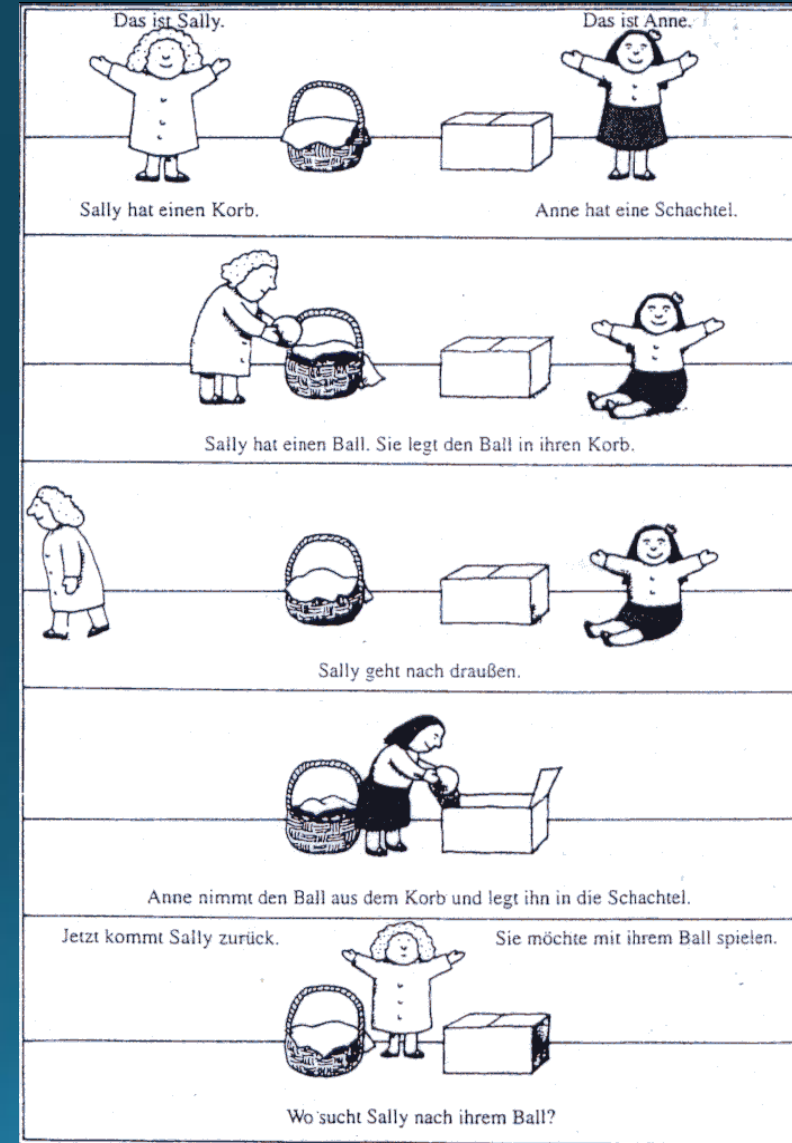 Das ist Sally.
Das ist Anne.
Sally hat einen Korb.
Anne hat eine Schachtel.
Sally hat einen Ball. Sie legt den Ball in ihren Korb.
Sally geht nach draußen.
Anne nimmt den Ball aus dem Korb und legt ihn in die Schachtel.
Jetzt kommt Sally zurück.
Sie möchte mit ihrem Ball spielen.
Wo sucht Sally nach ihrem Ball?